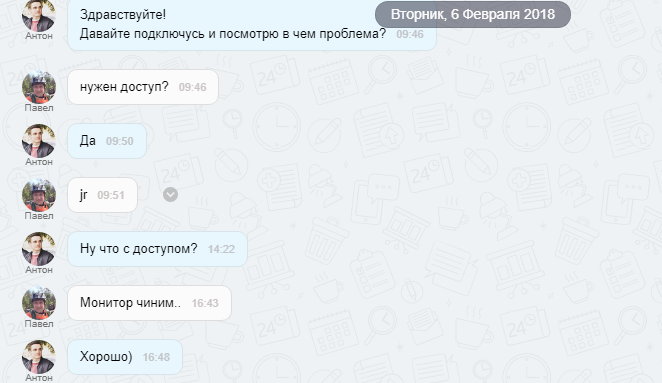 Вторник, 6 Февраля 2018
Здравствуйте!
Давайте подключусь и посмотрю в чем проблема? 09:46
Антон
нужен доступ? 09:46
Павел
Да 09:50
Антон
jr 09:51
Павел
Ну что с доступом? 14:22
Антон
Монитор чиним.. 16:43
Павел
Хорошо) 16:48
Антон